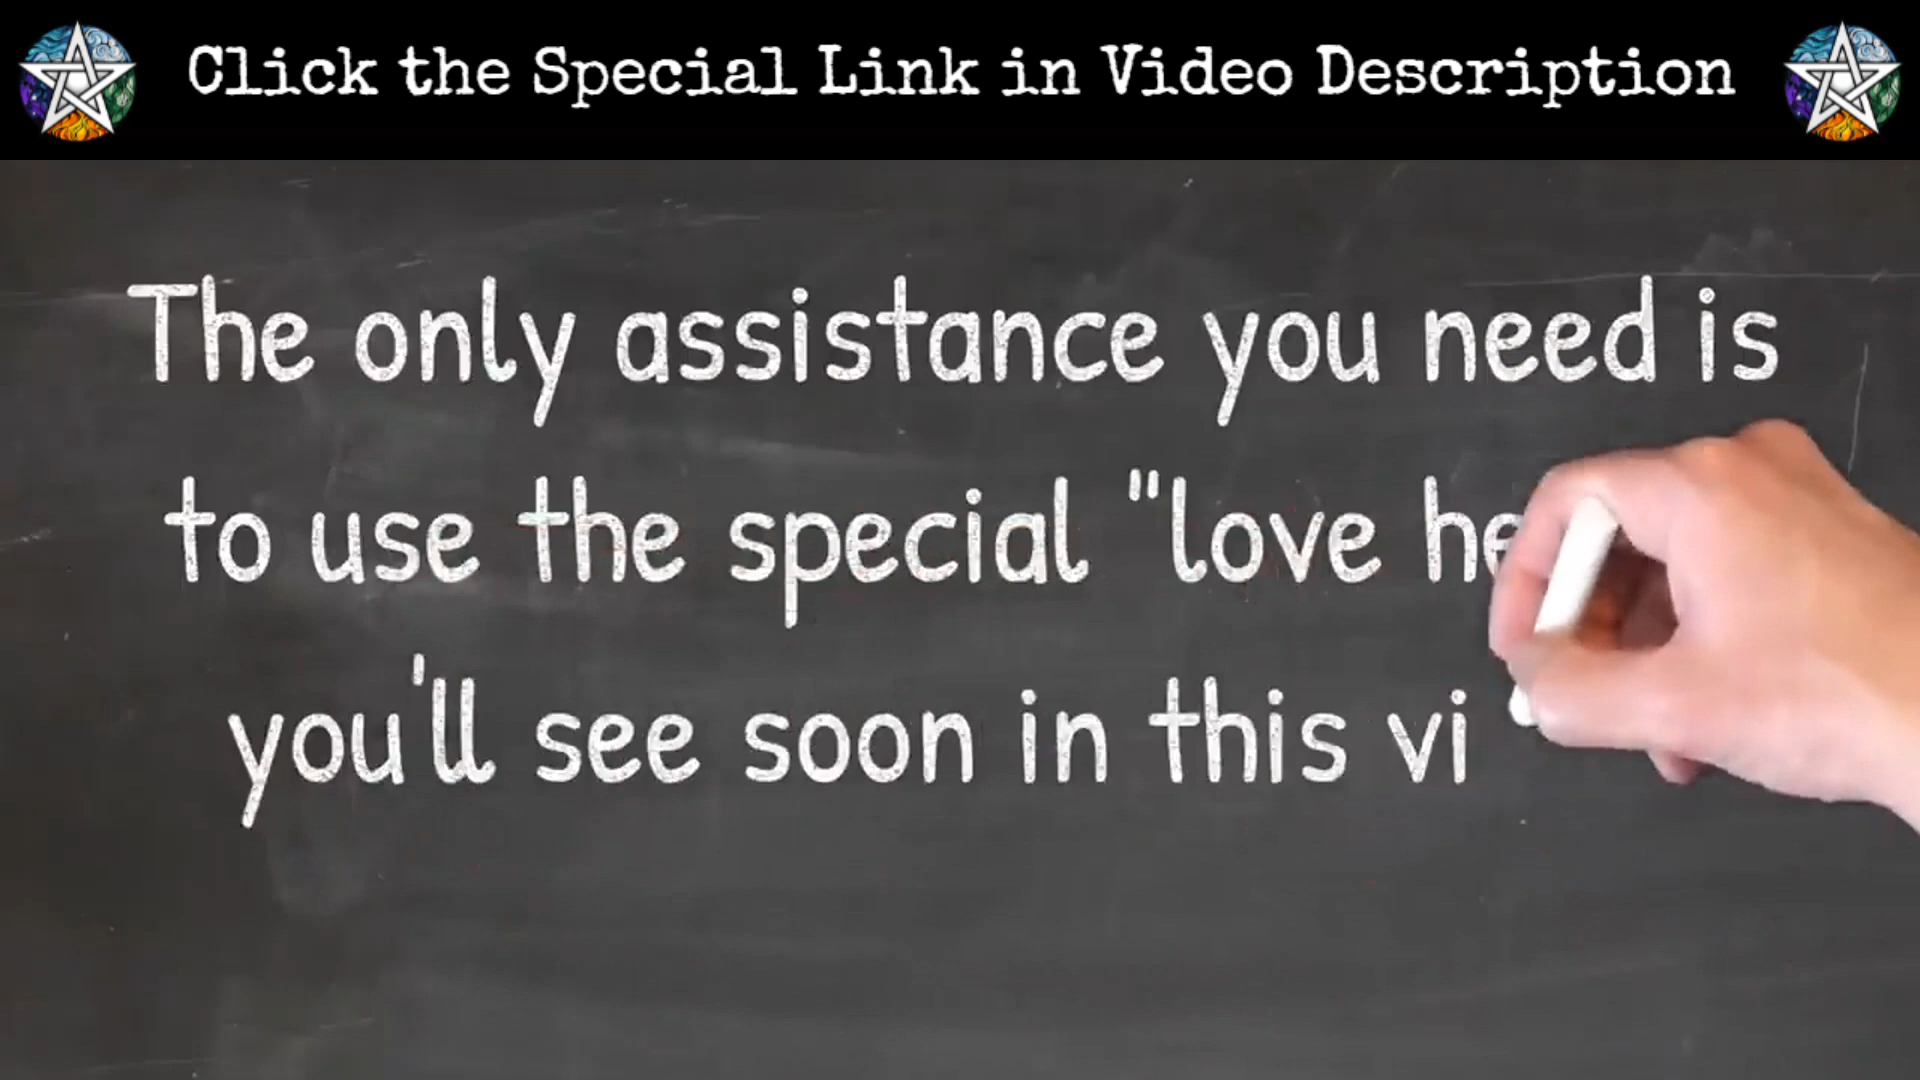 Click the Special Link in Video Description
The only assistance you need is
to use the special "love he
you'll see soon in this vi